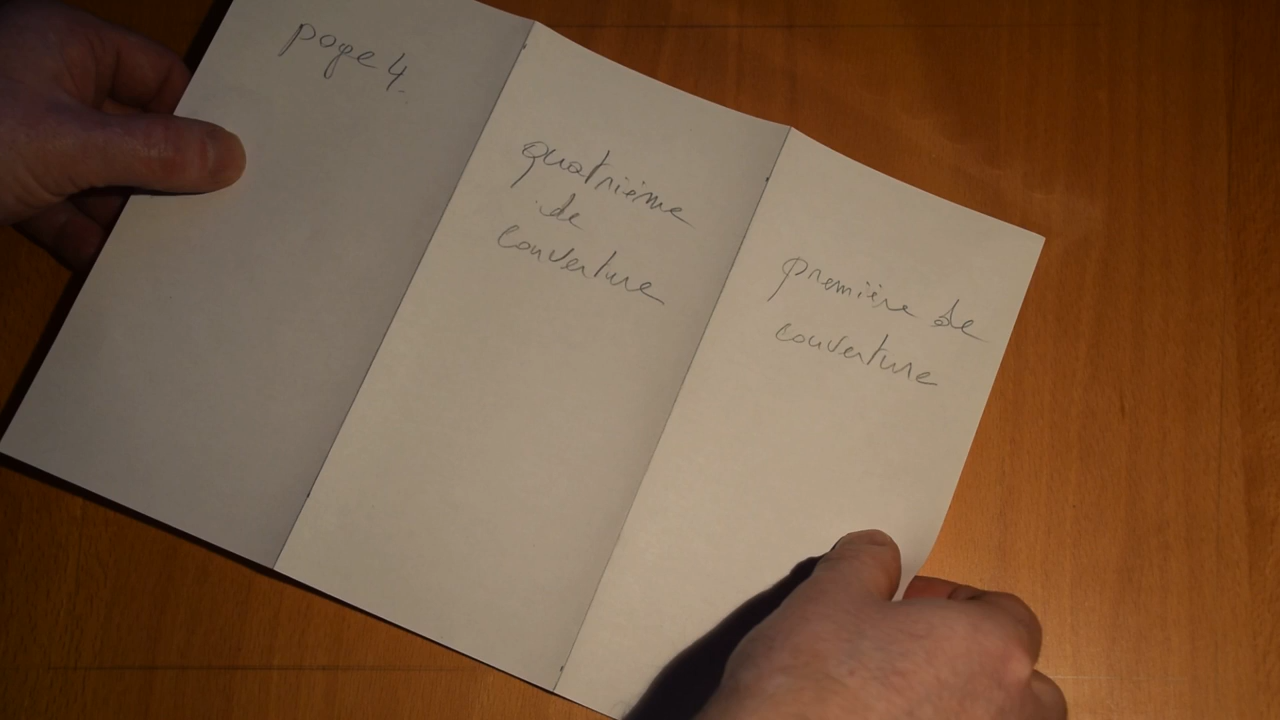 page 4
quatrième
de
couverture
première de
couverture